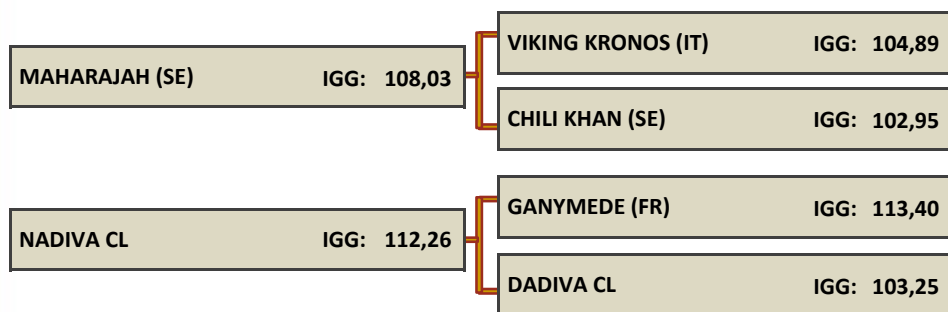 VIKING KRONOS (IT) IGG: 104,89
MAHARAJAH (SE) IGG: 108,03
CHILI KHAN (SE) IGG: 102,95
GANYMEDE (FR) IGG: 113,40
NADIVA CL IGG: 112,26
DADIVA CL IGG: 103,25